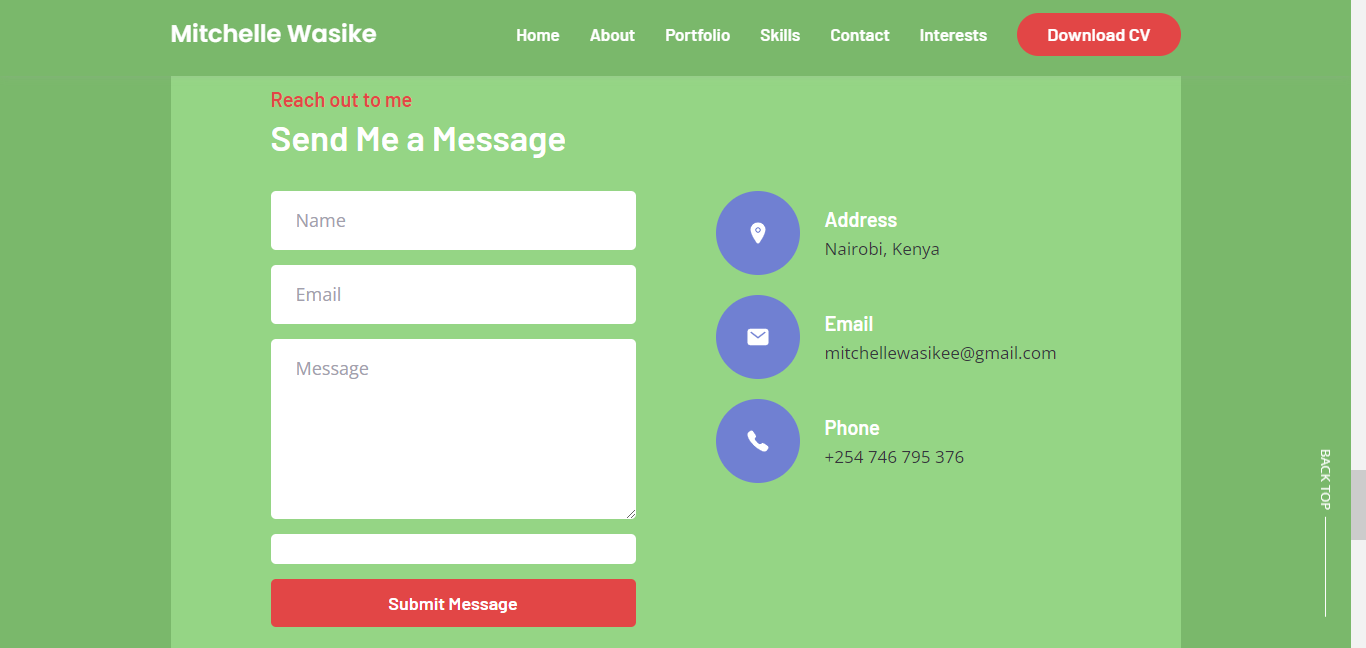 Mitchelle Wasike
Home About Portfolio Skills Contact Interests Download CV
Reach out to me
Send Me a Message
Name
Email
Message
Submit Message
Address
Nairobi, Kenya
Email
mitchellewasikee@gmail.com
Phone
+254 746 795 376
BACK TOP